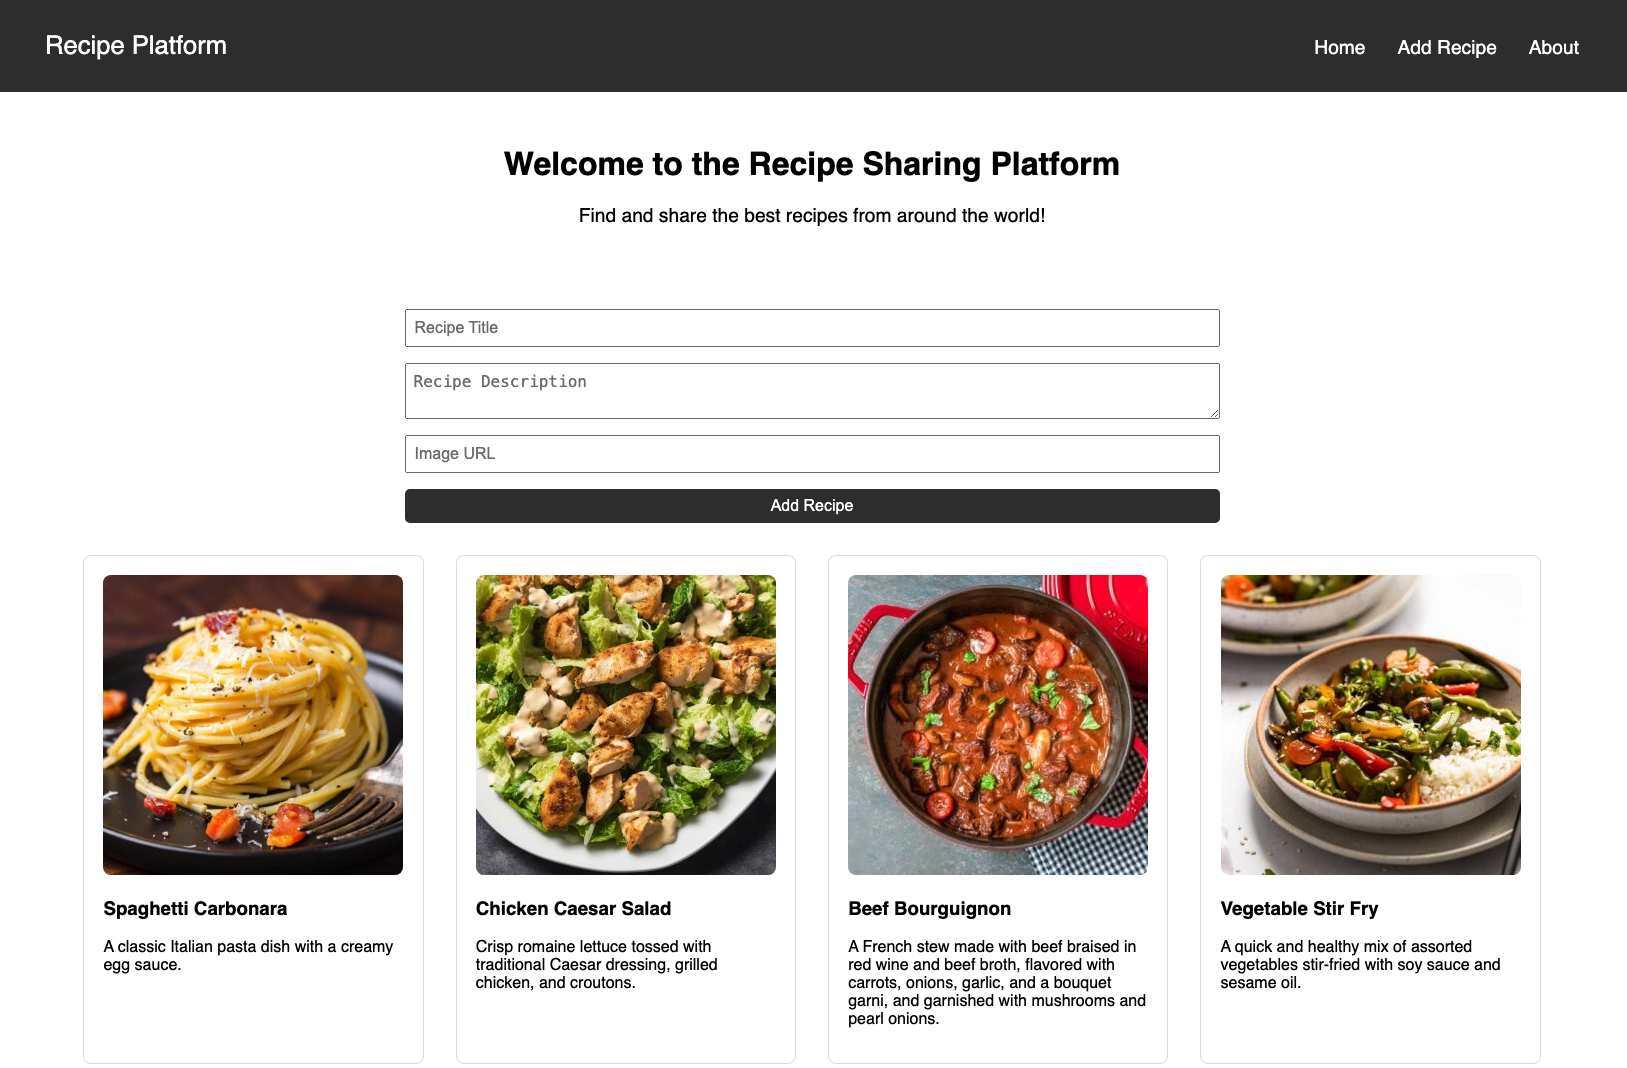 Recipe Platform
Home
Add Recipe
About
Welcome to the Recipe Sharing Platform
Find and share the best recipes from around the world!
Recipe Title
Recipe Description
Image URL
Add Recipe
Spaghetti Carbonara
A classic Italian pasta dish with a creamy
egg sauce.
Chicken Caesar Salad
Crisp romaine lettuce tossed with
traditional Caesar dressing, grilled
chicken, and croutons.
Beef Bourguignon
A French stew made with beef braised in
red wine and beef broth, flavored with
carrots, onions, garlic, and a bouquet
garni, and garnished with mushrooms and
pearl onions.
Vegetable Stir Fry
A quick and healthy mix of assorted
vegetables stir-fried with soy sauce and
sesame oil.